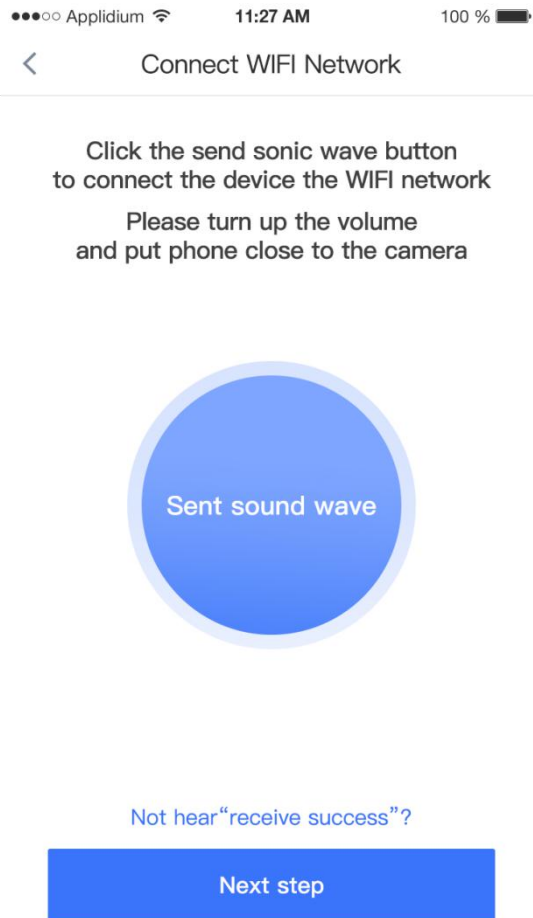 Applidium 11:27 AM 100 %
Connect WIFI Network
Click the send sonic wave button
to connect the device the WIFI network
Please turn up the volume
and put phone close to the camera
Sent sound wave
Not hear“receive success”?
Next step